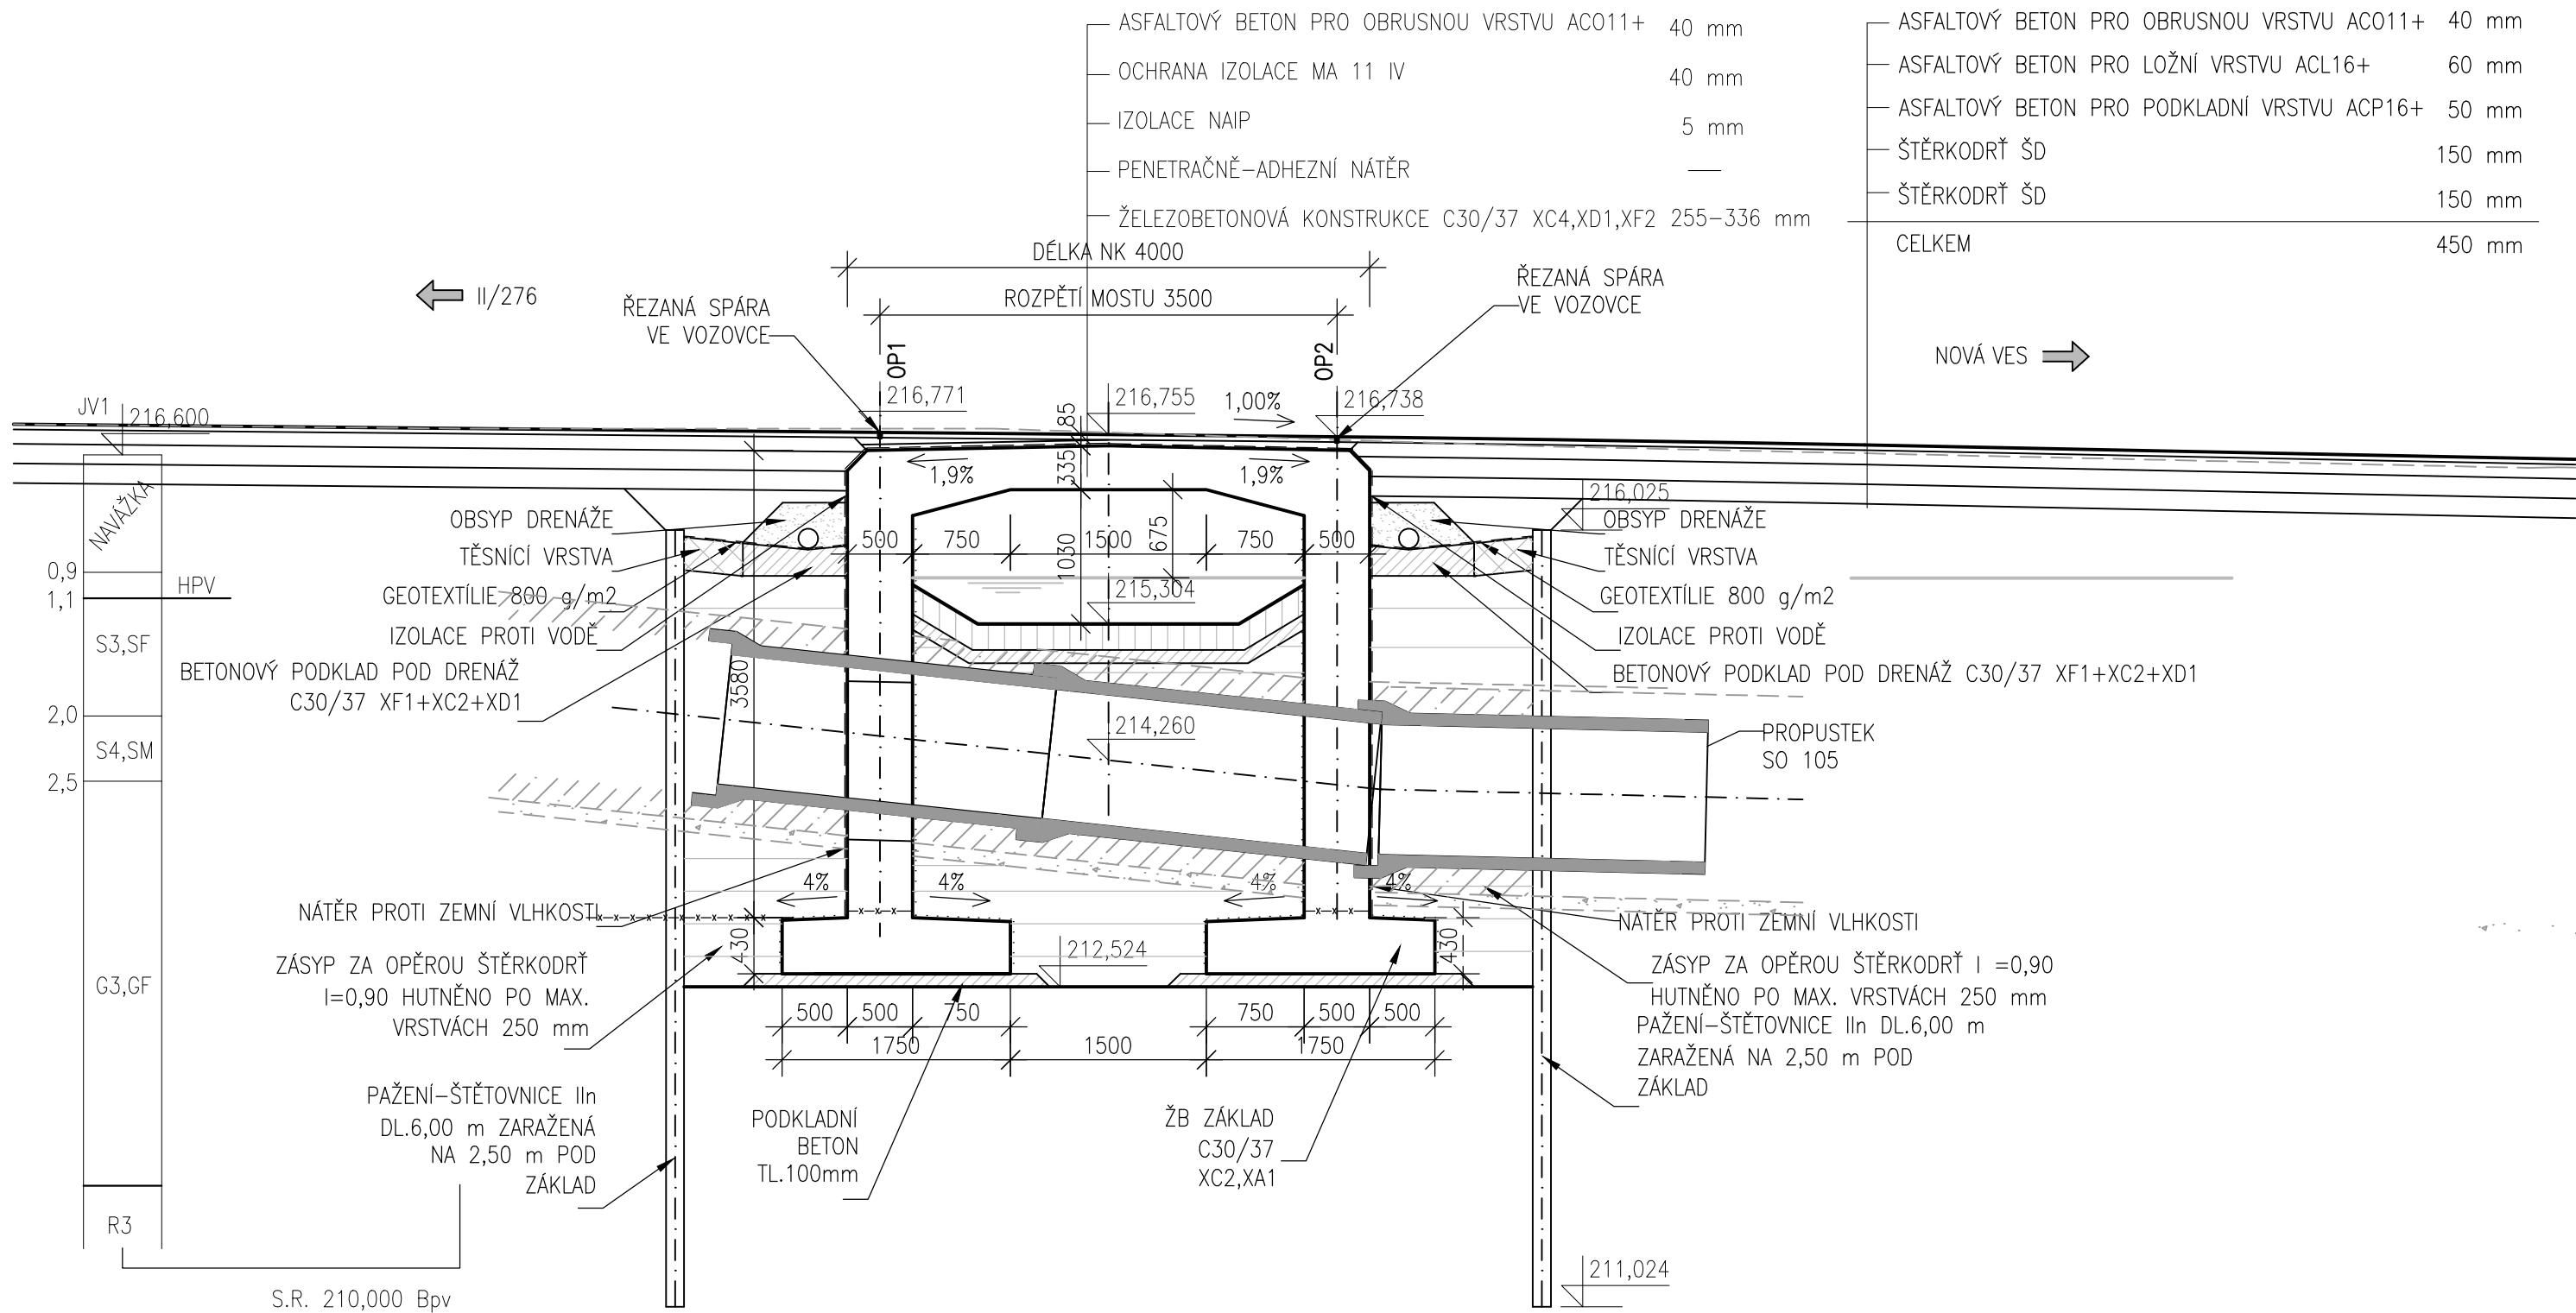 ASFALTOVÝ BETON PRO OBRUSNOU VRSTVU ACO11+ 40 mm
OCHRANA IZOLACE MA 11 IV 40 mm
IZOLACE NAIP 5 mm
PENETRAČNĚ-ADHEZNÍ NÁTĚR —
ŽELEZOBETONOVÁ KONSTRUKCE C30/37 XC4,XD1,XF2 255-336 mm
ASFALTOVÝ BETON PRO OBRUSNOU VRSTVU ACO11+ 40 mm
ASFALTOVÝ BETON PRO LOŽNÍ VRSTVU ACL16+ 60 mm
ASFALTOVÝ BETON PRO PODKLADNÍ VRSTVU ACP16+ 50 mm
ŠTĚRKODRŤ ŠD 150 mm
ŠTĚRKODRŤ ŠD 150 mm
CELKEM 450 mm
DÉLKA NK 4000
ROZPĚTÍ MOSTU 3500
II/276
ŘEZANÁ SPÁRA
VE VOZOVCE
ŘEZANÁ SPÁRA
VE VOZOVCE
NOVÁ VES
OP1
OP2
JV1
216,600
216,771
85
216,755
1,00%
216,738
335
1,9%
1,9%
NAVÁŽKA
0,9
HPV
1,1
S3,SF
2,0
S4,SM
2,5
G3,GF
R3
S.R. 210,000 Bpv
OBSYP DRENÁŽE
TĚSNÍCÍ VRSTVA
GEOTEXTÍLIE 800 g/m2
IZOLACE PROTI VODĚ
BETONOVÝ PODKLAD POD DRENÁŽ
C30/37 XF1+XC2+XD1
500
750
1500
750
500
675
1030
215,304
216,025
OBSYP DRENÁŽE
TĚSNÍCÍ VRSTVA
GEOTEXTÍLIE 800 g/m2
IZOLACE PROTI VODĚ
BETONOVÝ PODKLAD POD DRENÁŽ C30/37 XF1+XC2+XD1
3580
214,260
PROPUSTEK
SO 105
4%
4%
4%
4%
NÁTĚR PROTI ZEMNÍ VLHKOSTI
ZÁSYP ZA OPĚROU ŠTĚRKODRŤ
I=0,90 HUTNĚNO PO MAX.
VRSTVÁCH 250 mm
430
212,524
430
NÁTĚR PROTI ZEMNÍ VLHKOSTI
ZÁSYP ZA OPĚROU ŠTĚRKODRŤ I =0,90
HUTNĚNO PO MAX. VRSTVÁCH 250 mm
PAŽENÍ-ŠTĚTOVNICE IIn DL.6,00 m
ZARAŽENÁ NA 2,50 m POD
ZÁKLAD
500
500
750
750
500
500
1750
1500
1750
PAŽENÍ-ŠTĚTOVNICE IIn
DL.6,00 m ZARAŽENÁ
NA 2,50 m POD
ZÁKLAD
PODKLADNÍ
BETON
TL.100mm
ŽB ZÁKLAD
C30/37
XC2,XA1
211,024